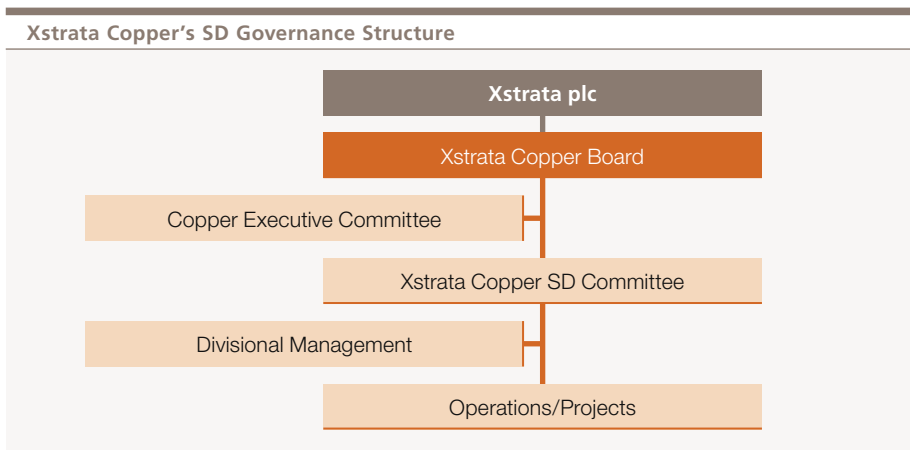 Xstrata Copper's SD Governance Structure
Xstrata plc
Xstrata Copper Board
Copper Executive Committee
Xstrata Copper SD Committee
Divisional Management
Operations/Projects